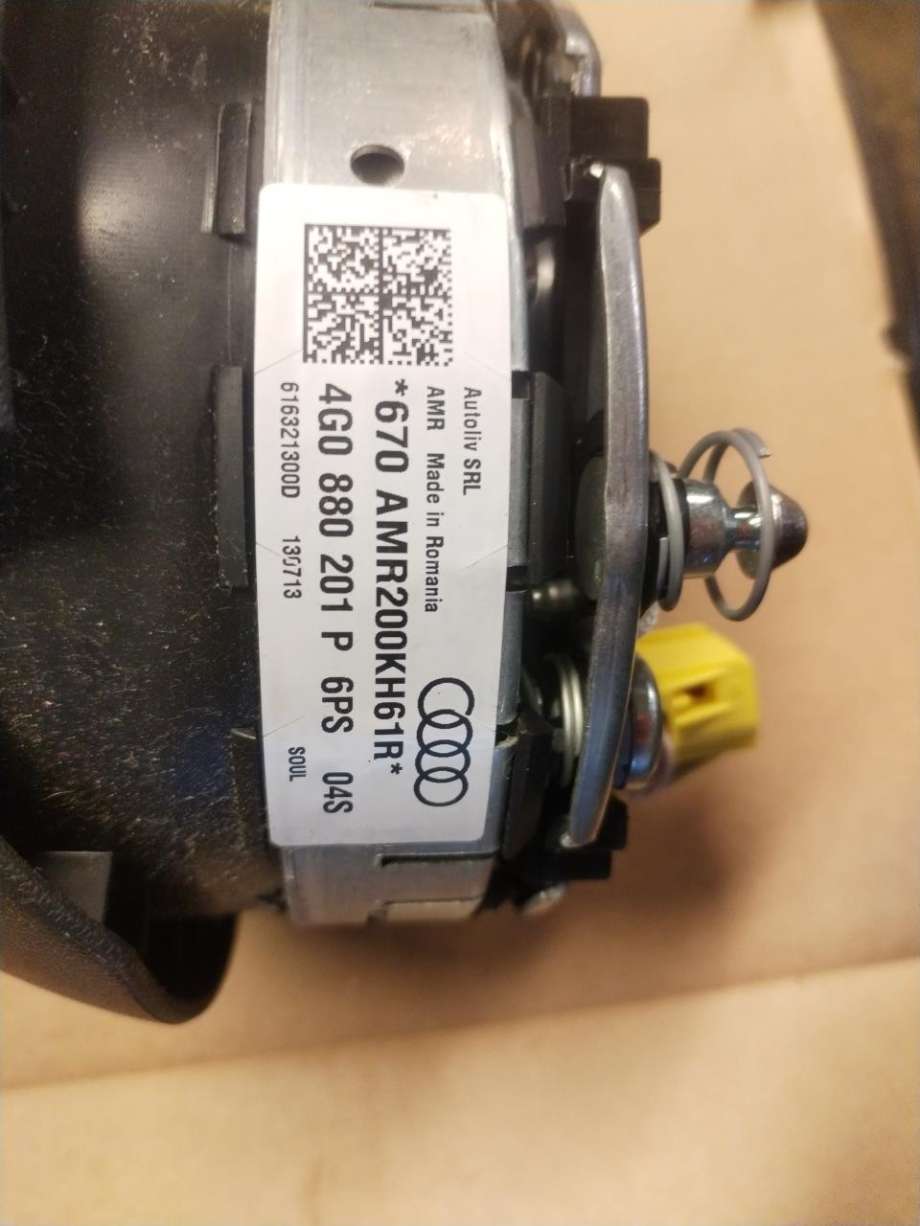 Autoliv SRL
AMR Made in Romania
*670 AMR200KH61R*
4G0 880 201 P 6PS 04S
616321300D 130713 SOUL